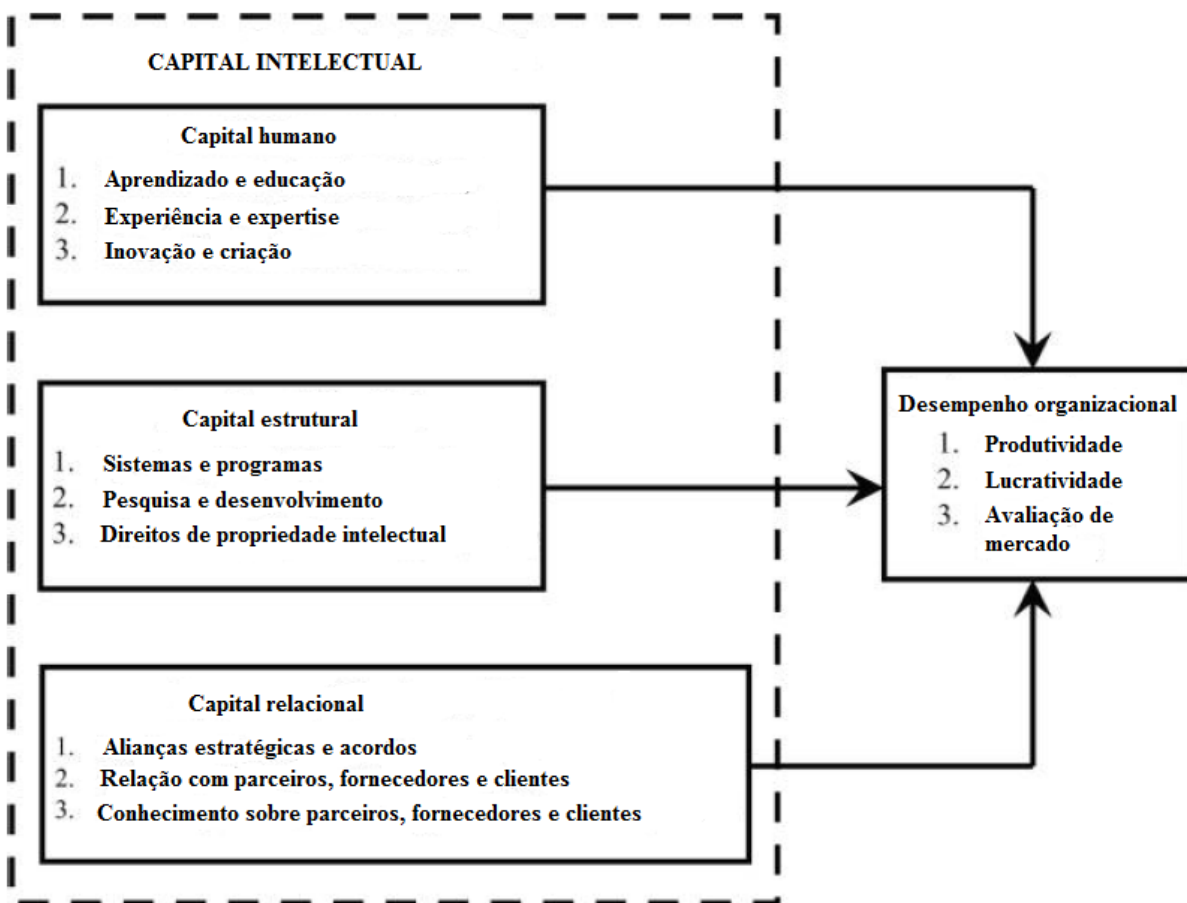 CAPITAL INTELECTUAL
Capital humano
1. Aprendizado e educação
2. Experiência e expertise
3. Inovação e criação
Capital estrutural
1. Sistemas e programas
2. Pesquisa e desenvolvimento
3. Direitos de propriedade intelectual
Capital relacional
1. Alianças estratégicas e acordos
2. Relação com parceiros, fornecedores e clientes
3. Conhecimento sobre parceiros, fornecedores e clientes
Desempenho organizacional
1. Produtividade
2. Lucratividade
3. Avaliação de
mercado